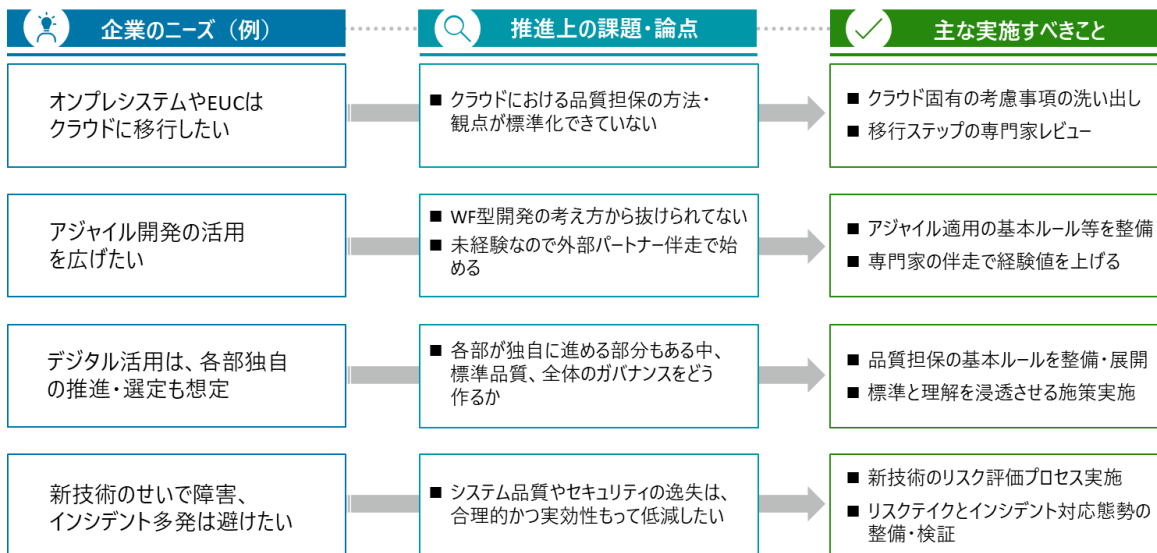 企業のニーズ（例）
推進上の課題・論点
主な実施すべきこと
オンプレシステムやEUCは
クラウドに移行したい
■ クラウドにおける品質担保の方法・
観点が標準化できていない
■ クラウド固有の考慮事項の洗い出し
■ 移行ステップの専門家レビュー
アジャイル開発の活用
を広げたい
■ WF型開発の考え方から抜けられてない
■ 未経験なので外部パートナー伴走で始
める
■ アジャイル適用の基本ルール等を整備
■ 専門家の伴走で経験値を上げる
デジタル活用は、各部独自
の推進・選定も想定
■ 各部が独自に進める部分もある中、
標準品質、全体のガバナンスをどう
作るか
■ 品質担保の基本ルールを整備・展開
■ 標準と理解を浸透させる施策実施
新技術のせいで障害、
インシデント多発は避けたい
■ システム品質やセキュリティの逸失は、
合理的かつ実効性もって低減したい
■ 新技術のリスク評価プロセス実施
■ リスクテイクとインシデント対応態勢の
整備・検証